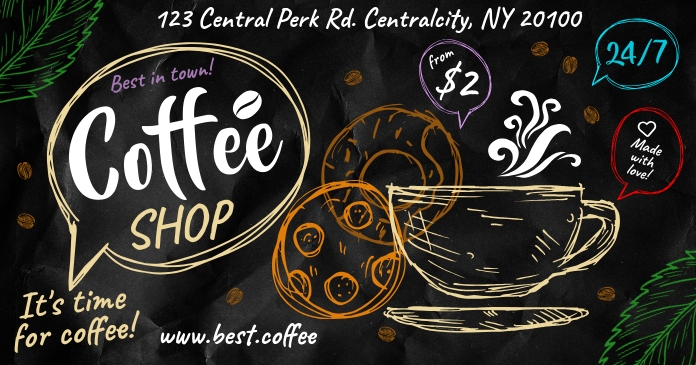 123 Central Perk Rd. Centralcity, NY 20100
Best in town!
Coffee
SHOP
from
$2
24/7
Made
with
love!
It's time
for coffee!
www.best.coffee